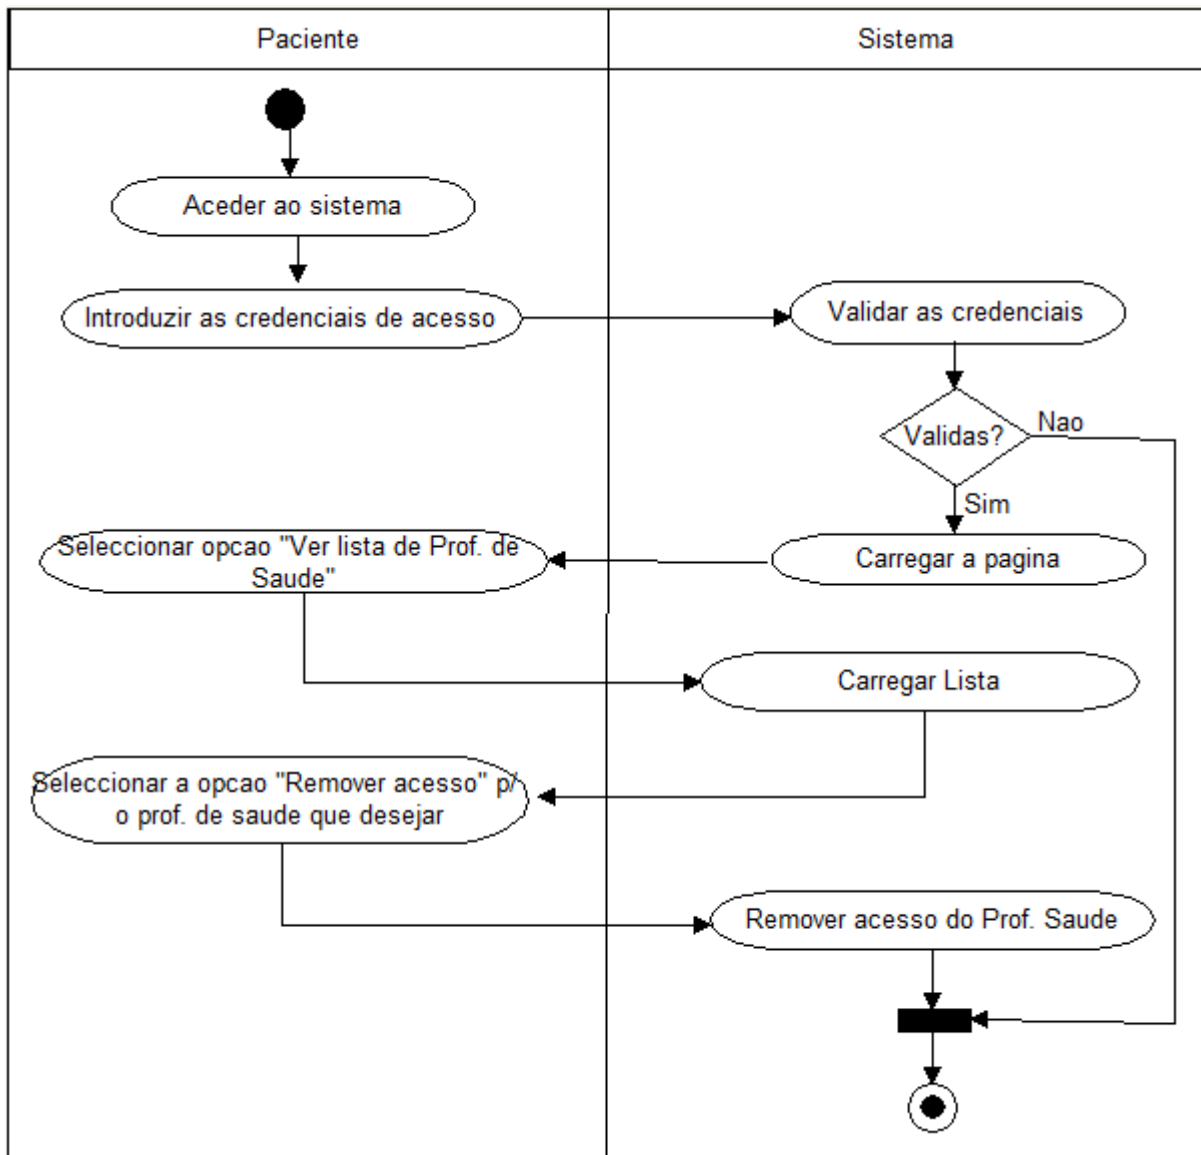 Paciente
Sistema
Aceder ao sistema
Introduzir as credenciais de acesso
Validar as credenciais
Validas?
Nao
Sim
Seleccionar opcao "Ver lista de Prof. de
Saude"
Carregar a pagina
Carregar Lista
Seleccionar a opcao "Remover acesso" p/
o prof. de saude que desejar
Remover acesso do Prof. Saude